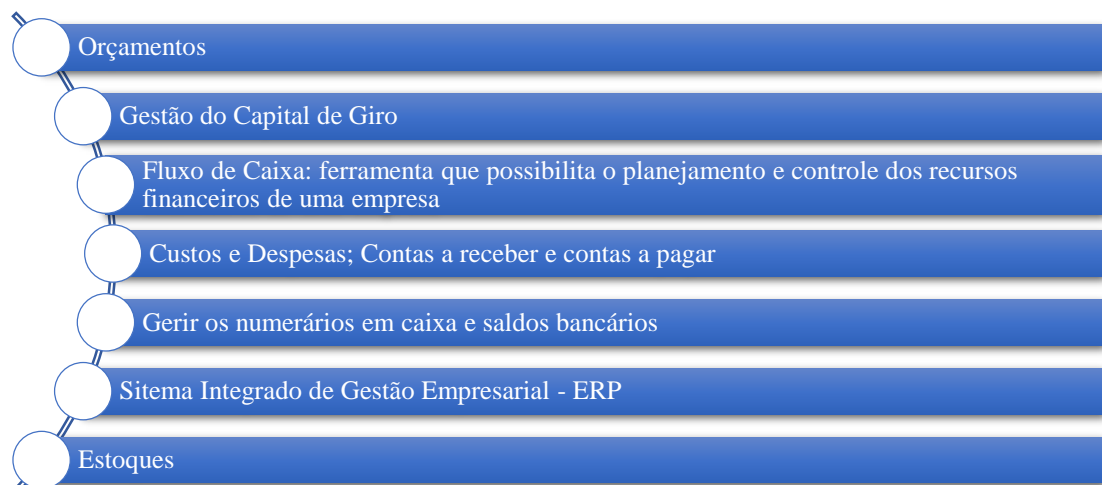 Orçamentos
Gestão do Capital de Giro
Fluxo de Caixa: ferramenta que possibilita o planejamento e controle dos recursos
financeiros de uma empresa
Custos e Despesas; Contas a receber e contas a pagar
Gerir os numerários em caixa e saldos bancários
Sitema Integrado de Gestão Empresarial - ERP
Estoques